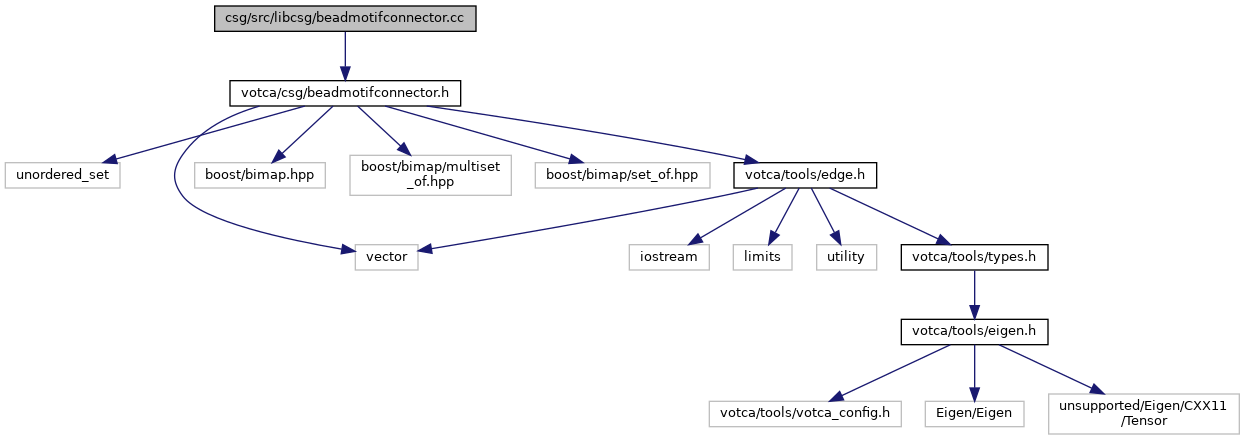 csg/src/libcsg/beadmotifconnector.cc
votca/csg/beadmotifconnector.h
unordered_set
boost/bimap.hpp
boost/bimap/multiset
_of.hpp
boost/bimap/set_of.hpp
votca/tools/edge.h
vector
iostream
limits
utility
votca/tools/types.h
votca/tools/eigen.h
votca/tools/votca_config.h
Eigen/Eigen
unsupported/Eigen/CXX11
/Tensor